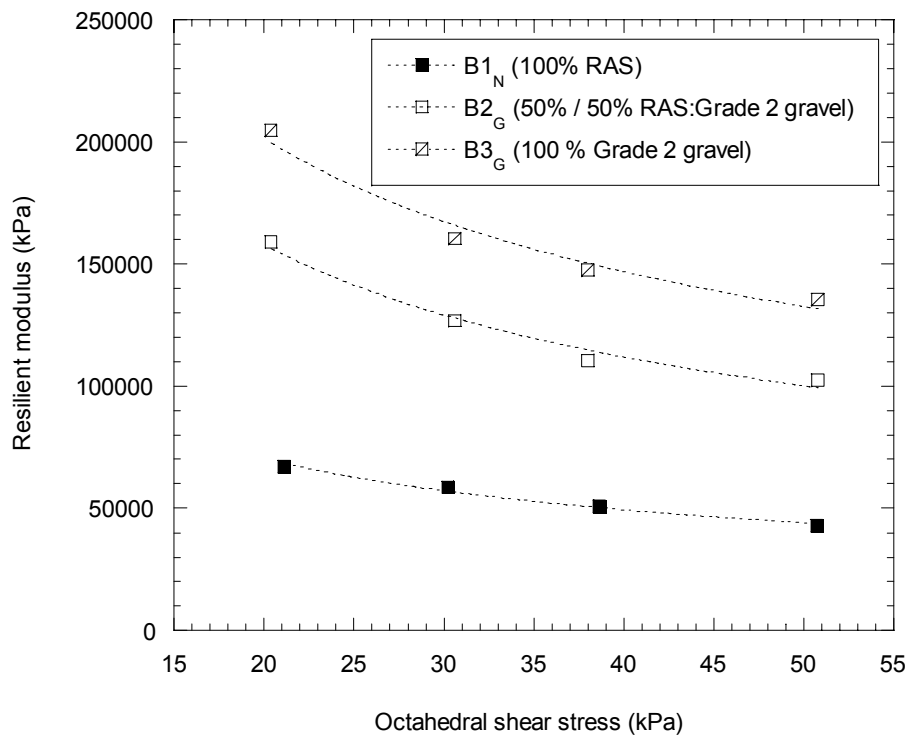 250000
200000
150000
100000
50000
0
Resilient modulus (kPa)
B1N (100% RAS)
B2G (50% / 50% RAS:Grade 2 gravel)
B3G (100 % Grade 2 gravel)
15 20 25 30 35 40 45 50 55
Octahedral shear stress (kPa)